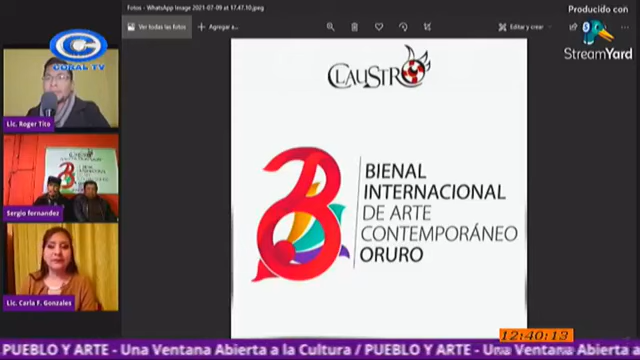 Fotos - WhatsApp Image 2021-07-09 at 17.47.10.jpeg
Ver todas las fotos
Agregar a...
Editar y crear
Producido con
StreamYard
CORAL TV
Lic. Roger Tito
Sergio fernandez
Lic. Carla F. Gonzales
CLAUSTRO
BIENAL
INTERNACIONAL
DE ARTE
CONTEMPORÁNEO
ORURO
12:40:13
PUEBLO Y ARTE - Una Ventana Abierta a la Cultura / PUEBLO Y ARTE - Una Ventana Abierta a